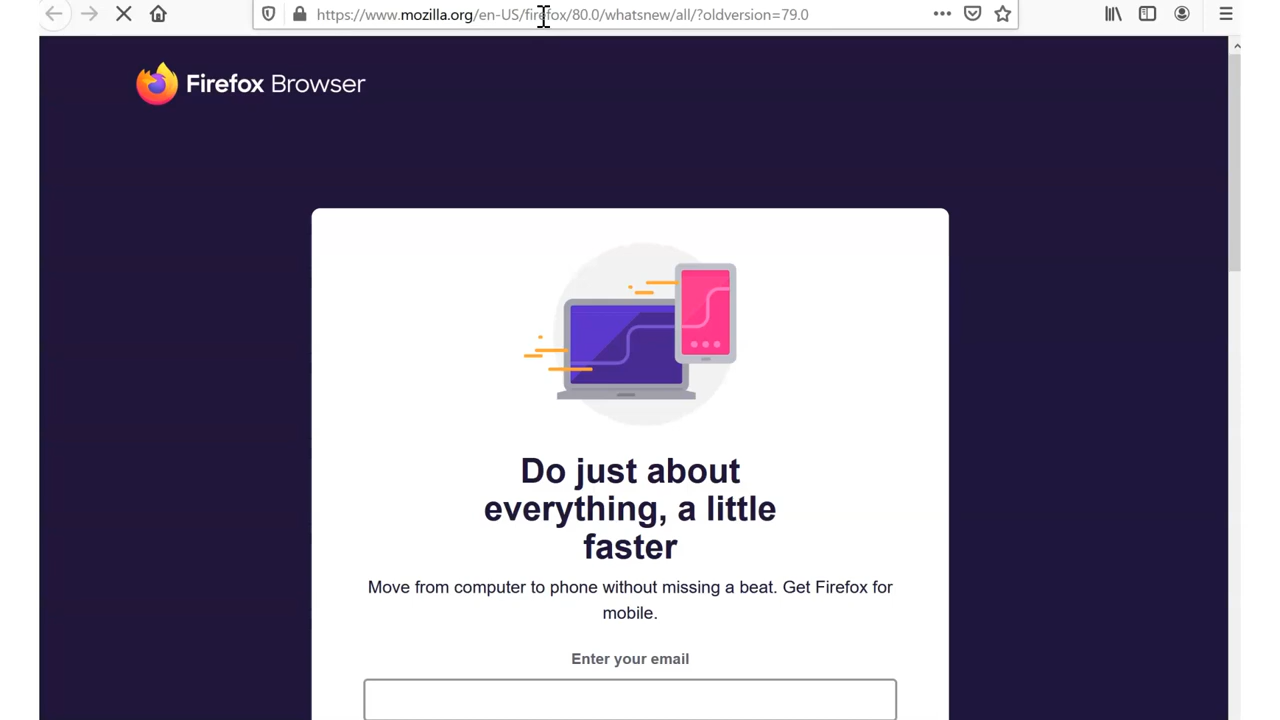 https://www.mozilla.org/en-US/firefox/80.0/whatsnew/all/?oldversion=79.0
Firefox Browser
Do just about
everything, a little
faster
Move from computer to phone without missing a beat. Get Firefox for
mobile.
Enter your email